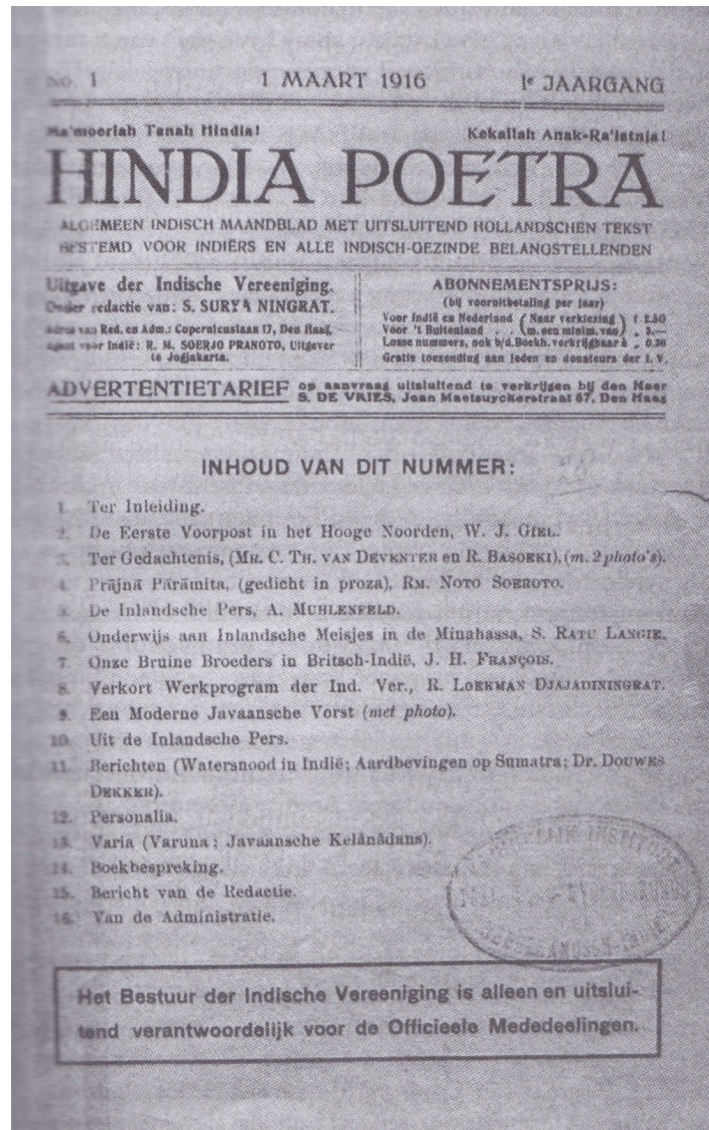 No. 1 1 MAART 1916 1e JAARGANG
Ma'moerlah Tanah Hindia! Kekallah Anak-Ra'iatnja!
HINDIA POETRA
ALGEMEEN INDISCH MAANDBLAD MET UITSLUITEND HOLLANDSCHEN TEKST
BESTEMD VOOR INDIËRS EN ALLE INDISCH-GEZINDE BELANGSTELLENDEN
Uitgave der Indische Vereeniging.
Onder redactie van: S. SURYA NINGRAT.
Adres van Red. en Adm.: Copernicuslaan 17, Den Haag.
Agent voor Indië: R. M. SOERJO PRANOTO, Uitgever
te Jogjakarta.
ABONNEMENTSPRIJS:
(bij vooruitbetaling per jaar)
Voor Indië en Nederland (Naar verkiezing) f 2.50
Voor 't Buitenland . . (m. een minim. van) „ 3.—
Losse nummers, ook b/d. Boekh. verkrijgbaar à „ 0.30
Gratis toezending aan leden en donateurs der I. V.
ADVERTENTIETARIEF op aanvraag uitsluitend te verkrijgen bij den Heer
S. DE VRIES, Joan Maetsuyckerstraat 67, Den Haag
INHOUD VAN DIT NUMMER:
1. Ter Inleiding.
2. De Eerste Voorpost in het Hooge Noorden, W. J. GIEL.
3. Ter Gedachtenis, (MR. C. TH. VAN DEVENTER en R. BASOEKI), (m. 2 photo's).
4. Prājnā Pāramita, (gedicht in proza), RM. NOTO SOEROTO.
5. De Inlandsche Pers, A. MUHLENFELD.
6. Onderwijs aan Inlandsche Meisjes in de Minahassa, S. RATU LANGIE.
7. Onze Bruine Broeders in Britsch-Indië, J. H. FRANÇOIS.
8. Verkort Werkprogram der Ind. Ver., R. LOEKMAN DJAJADININGRAT.
9. Een Moderne Javaansche Vorst (met photo).
10. Uit de Inlandsche Pers.
11. Berichten (Watersnood in Indië; Aardbevingen op Sumatra; Dr. DOUWES
DEKKER).
12. Personalia.
13. Varia (Varuna; Javaansche Kelânâdans).
14. Boekbespreking.
15. Bericht van de Redactie.
16. Van de Administratie.
INSTITUUT
Het Bestuur der Indische Vereeniging is alleen en uitslui-
tend verantwoordelijk voor de Officieele Mededeelingen.